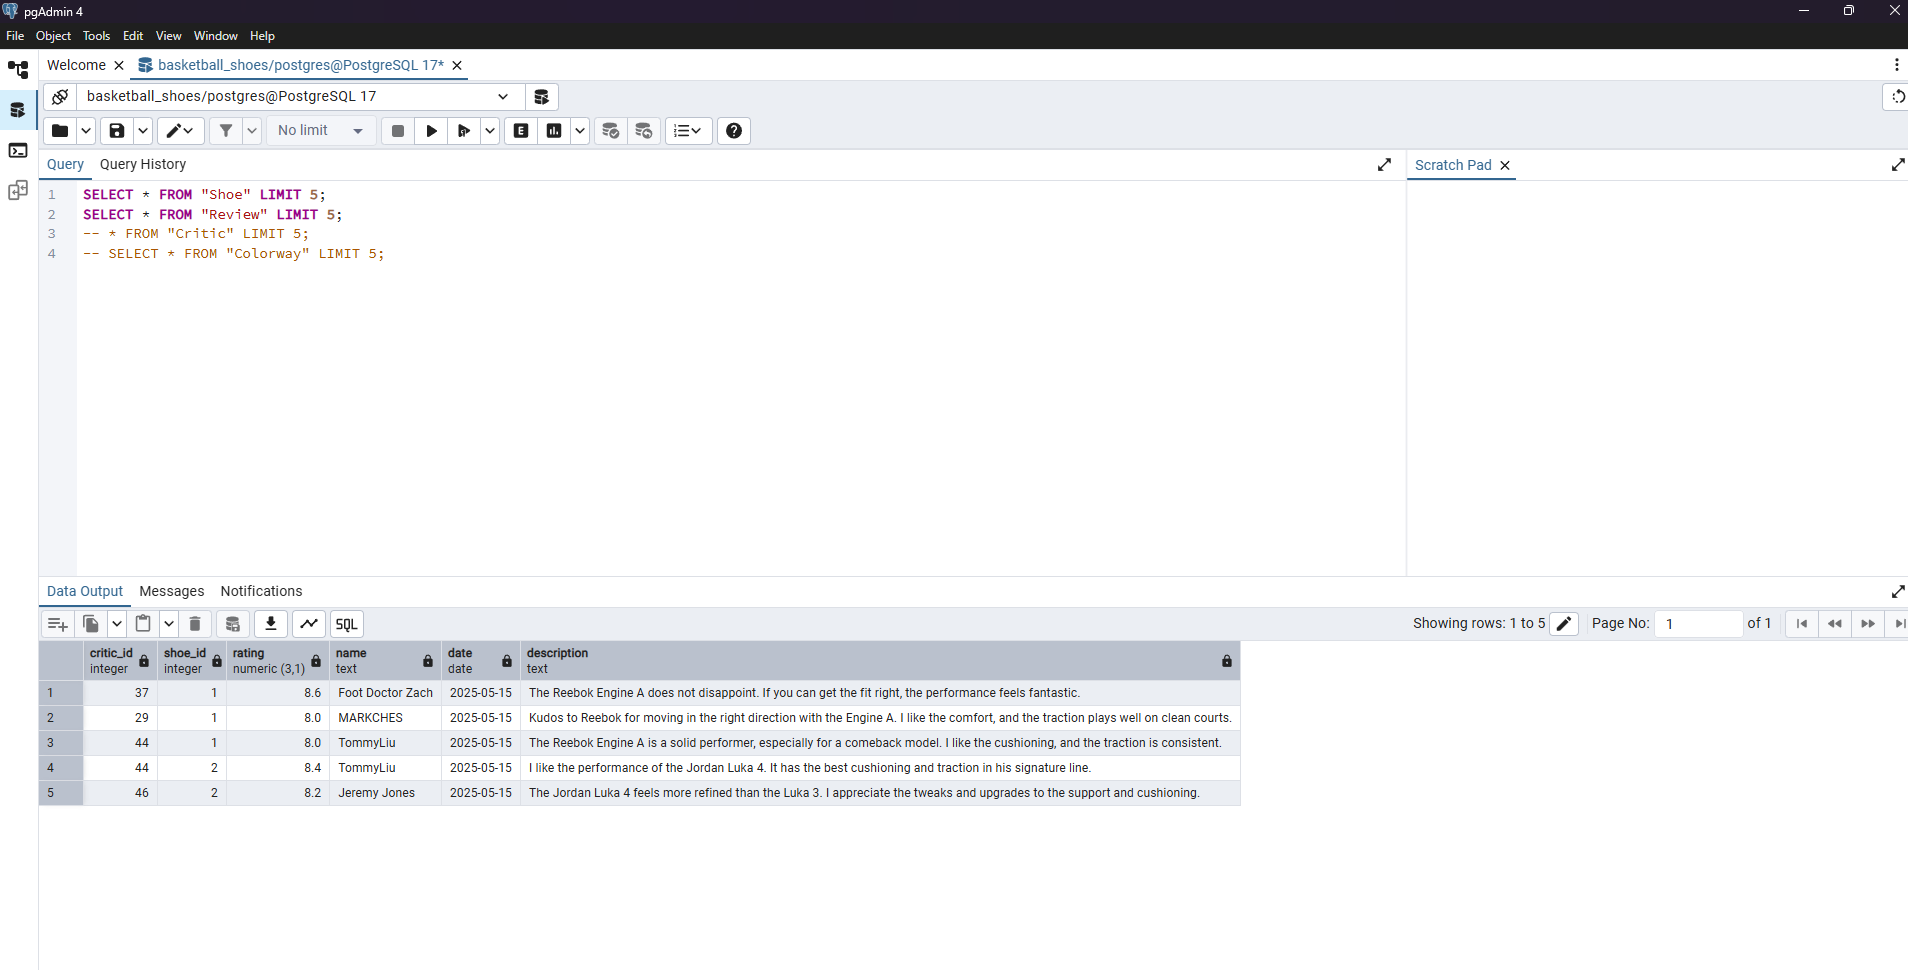 pgAdmin 4
File Object Tools Edit View Window Help
Welcome basketball_shoes/postgres@PostgreSQL 17*
basketball_shoes/postgres@PostgreSQL 17
No limit E
Query Query History Scratch Pad
1 SELECT * FROM "Shoe" LIMIT 5;
2 SELECT * FROM "Review" LIMIT 5;
3 -- * FROM "Critic" LIMIT 5;
4 -- SELECT * FROM "Colorway" LIMIT 5;
Data Output Messages Notifications
SQL Showing rows: 1 to 5 Page No: 1 of 1
critic_id shoe_id rating name date description
integer integer numeric (3,1) text date text
1 37 1 8.6 Foot Doctor Zach 2025-05-15 The Reebok Engine A does not disappoint. If you can get the fit right, the performance feels fantastic.
2 29 1 8.0 MARKCHES 2025-05-15 Kudos to Reebok for moving in the right direction with the Engine A. I like the comfort, and the traction plays well on clean courts.
3 44 1 8.0 TommyLiu 2025-05-15 The Reebok Engine A is a solid performer, especially for a comeback model. I like the cushioning, and the traction is consistent.
4 44 2 8.4 TommyLiu 2025-05-15 I like the performance of the Jordan Luka 4. It has the best cushioning and traction in his signature line.
5 46 2 8.2 Jeremy Jones 2025-05-15 The Jordan Luka 4 feels more refined than the Luka 3. I appreciate the tweaks and upgrades to the support and cushioning.